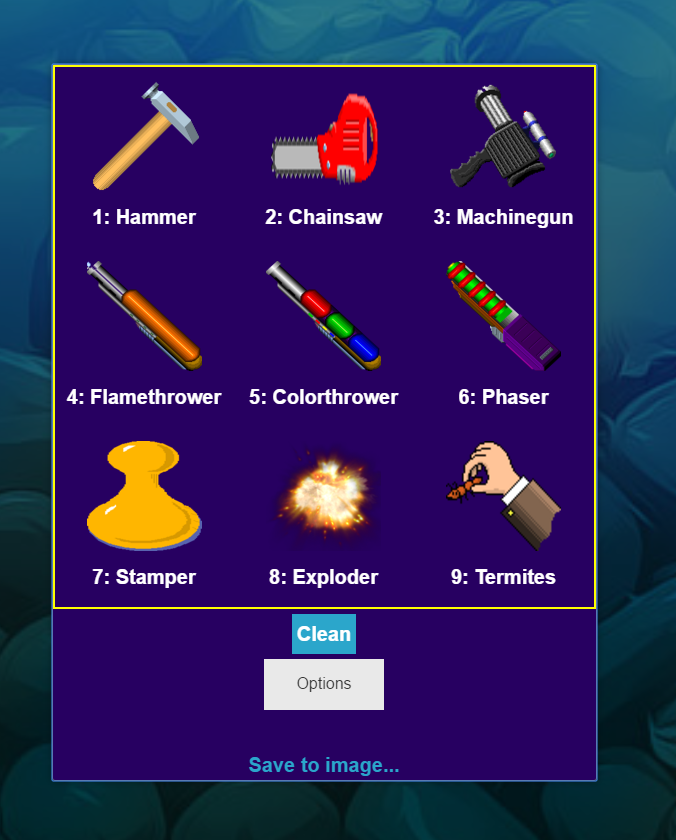 1: Hammer
2: Chainsaw
3: Machinegun
4: Flamethrower
5: Colorthrower
6: Phaser
7: Stamper
8: Exploder
9: Termites
Clean
Options
Save to image...